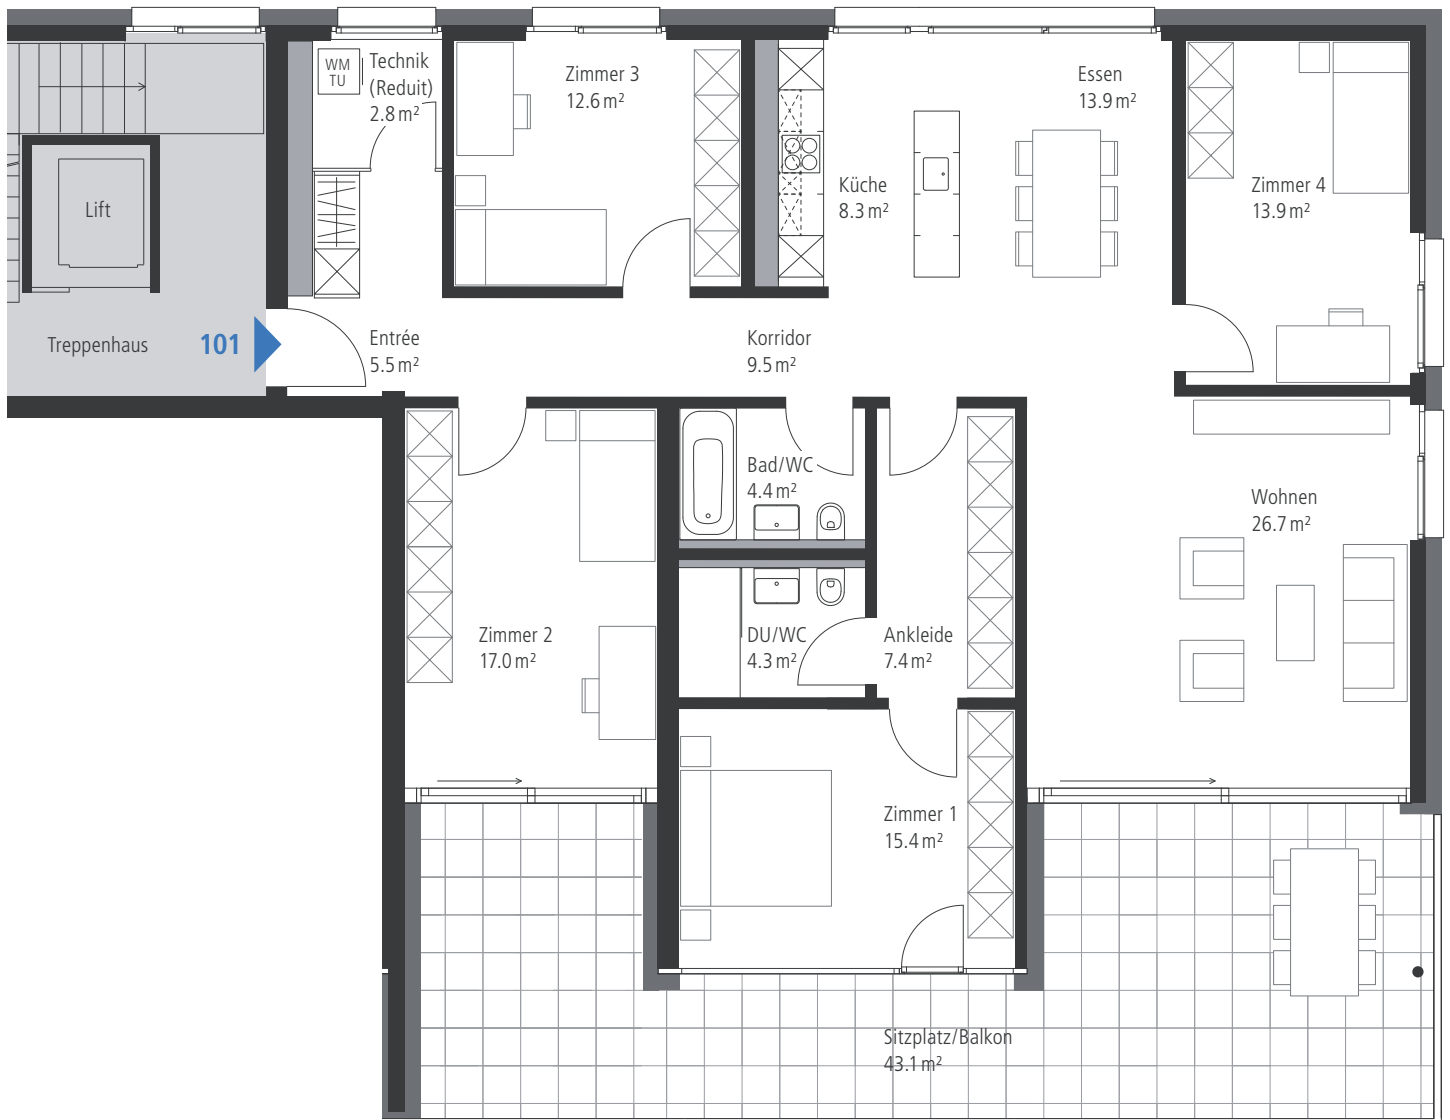 WM
TU
Technik
(Reduit)
2.8 m²
Zimmer 3
12.6 m²
Essen
13.9 m²
Küche
8.3 m²
Zimmer 4
13.9 m²
Lift
Treppenhaus
101
Entrée
5.5 m²
Korridor
9.5 m²
Bad/WC
4.4 m²
Wohnen
26.7 m²
Zimmer 2
17.0 m²
DU/WC
4.3 m²
Ankleide
7.4 m²
Zimmer 1
15.4 m²
Sitzplatz/Balkon
43.1 m²